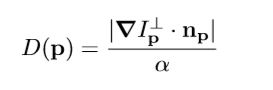 D(𝐩) = |∇I_𝐩^⊥ · 𝐧_𝐩| / α